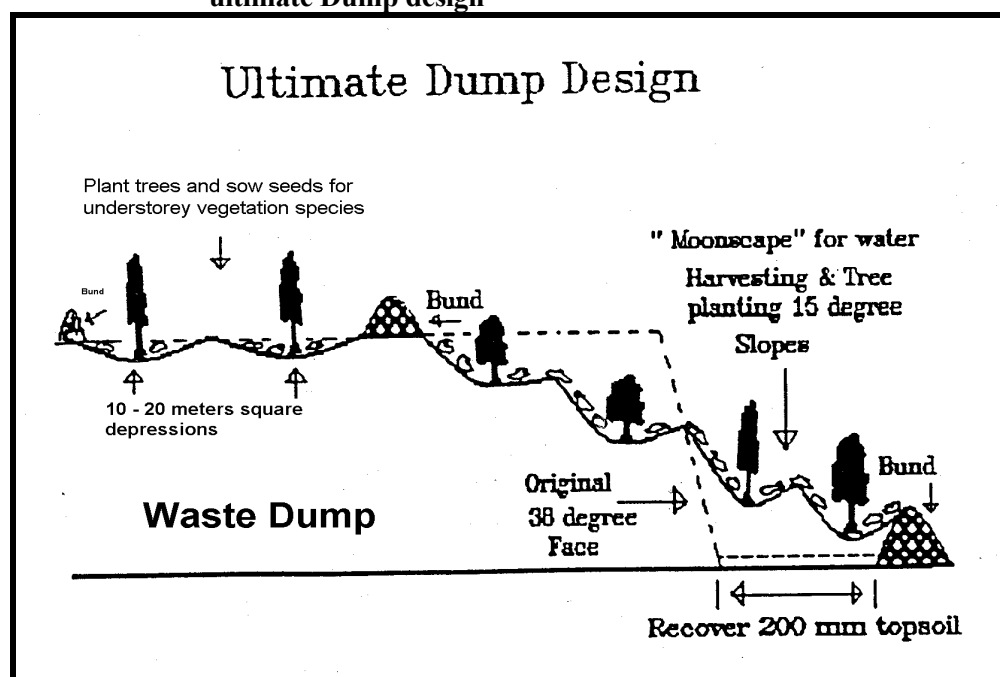 ultimate Dump design
Ultimate Dump Design
Plant trees and sow seeds for
understorey vegetation species
" Moonscape" for water
Harvesting & Tree
planting 15 degree
Slopes
Bund
Bund
10 - 20 meters square
depressions
Bund
Original
38 degree
Face
Waste Dump
Recover 200 mm topsoil